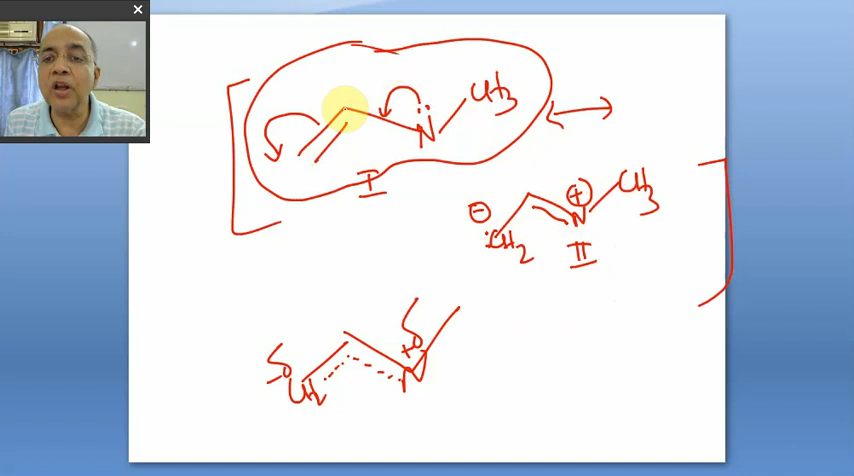 CH3
N
I
⊖ ⊕ CH3
:CH2 N
II
δ
-
δ
+
CH2 N